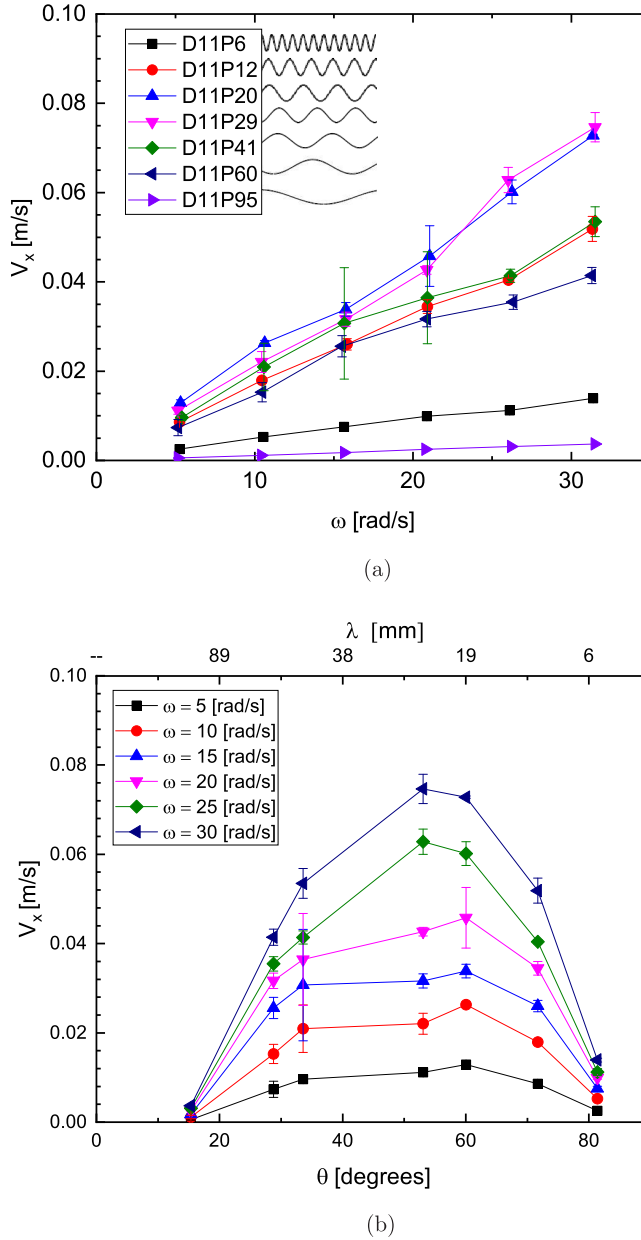 0.10
0.08
0.06
0.04
0.02
0.00
V_x [m/s]
D11P6
D11P12
D11P20
D11P29
D11P41
D11P60
D11P95
0 10 20 30
ω [rad/s]
(a)
λ [mm]
-- 89 38 19 6
0.10
0.08
0.06
0.04
0.02
0.00
V_x [m/s]
ω = 5 [rad/s]
ω = 10 [rad/s]
ω = 15 [rad/s]
ω = 20 [rad/s]
ω = 25 [rad/s]
ω = 30 [rad/s]
0 20 40 60 80
θ [degrees]
(b)